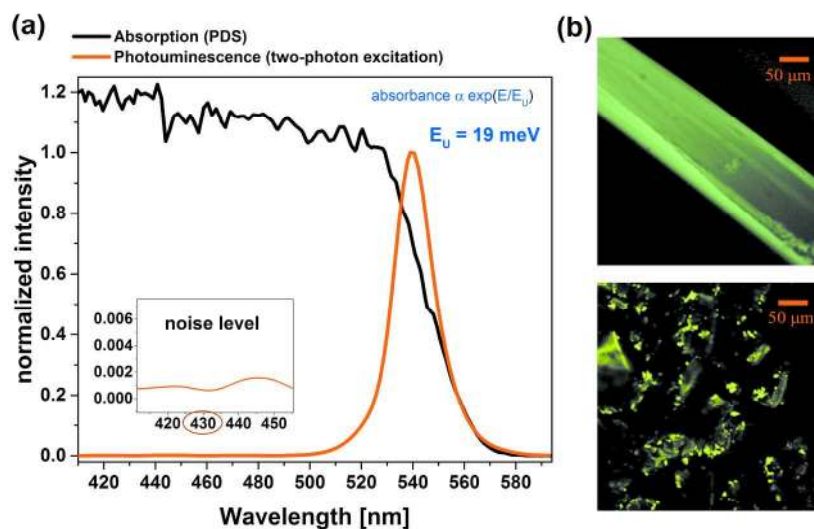 (a)
Absorption (PDS)
Photouminescence (two-photon excitation)
absorbance α exp(E/E_U)
E_U = 19 meV
normalized intensity
1.2
1.0
0.8
0.6
0.4
0.2
0.0
noise level
0.006
0.004
0.002
0.000
420 430 440 450
420 440 460 480 500 520 540 560 580
Wavelength [nm]
(b)
50 μm
50 μm